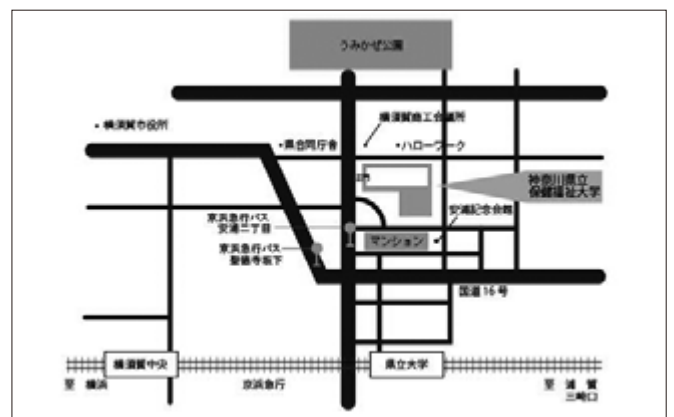 うみかぜ公園
・横須賀市役所
横須賀商工会議所
・県合同庁舎
・ハローワーク
正門
神奈川県立
保健福祉大学
安浦記念会館
京浜急行バス
安浦二丁目
マンション
京浜急行バス
聖徳寺坂下
国道16号
横須賀中央
県立大学
至 横浜
京浜急行
至 浦賀
三崎口